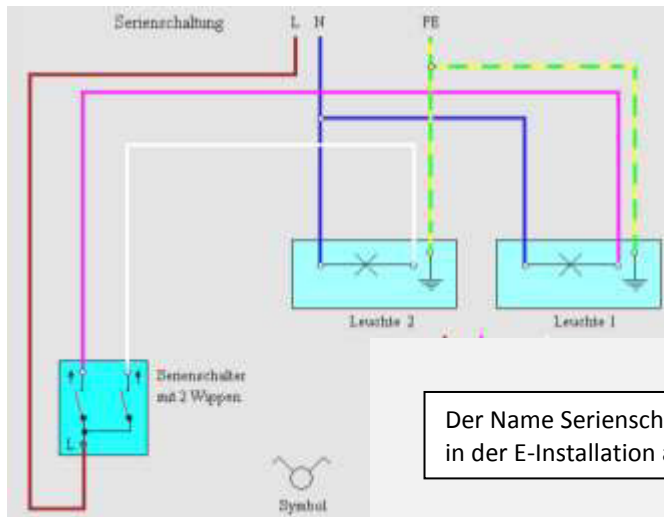 Serienschaltung L N PE
Leuchte 2 Leuchte 1
Serienschalter
mit 2 Wippen
L
Symbol
Der Name Seriensch
in der E-Installation a